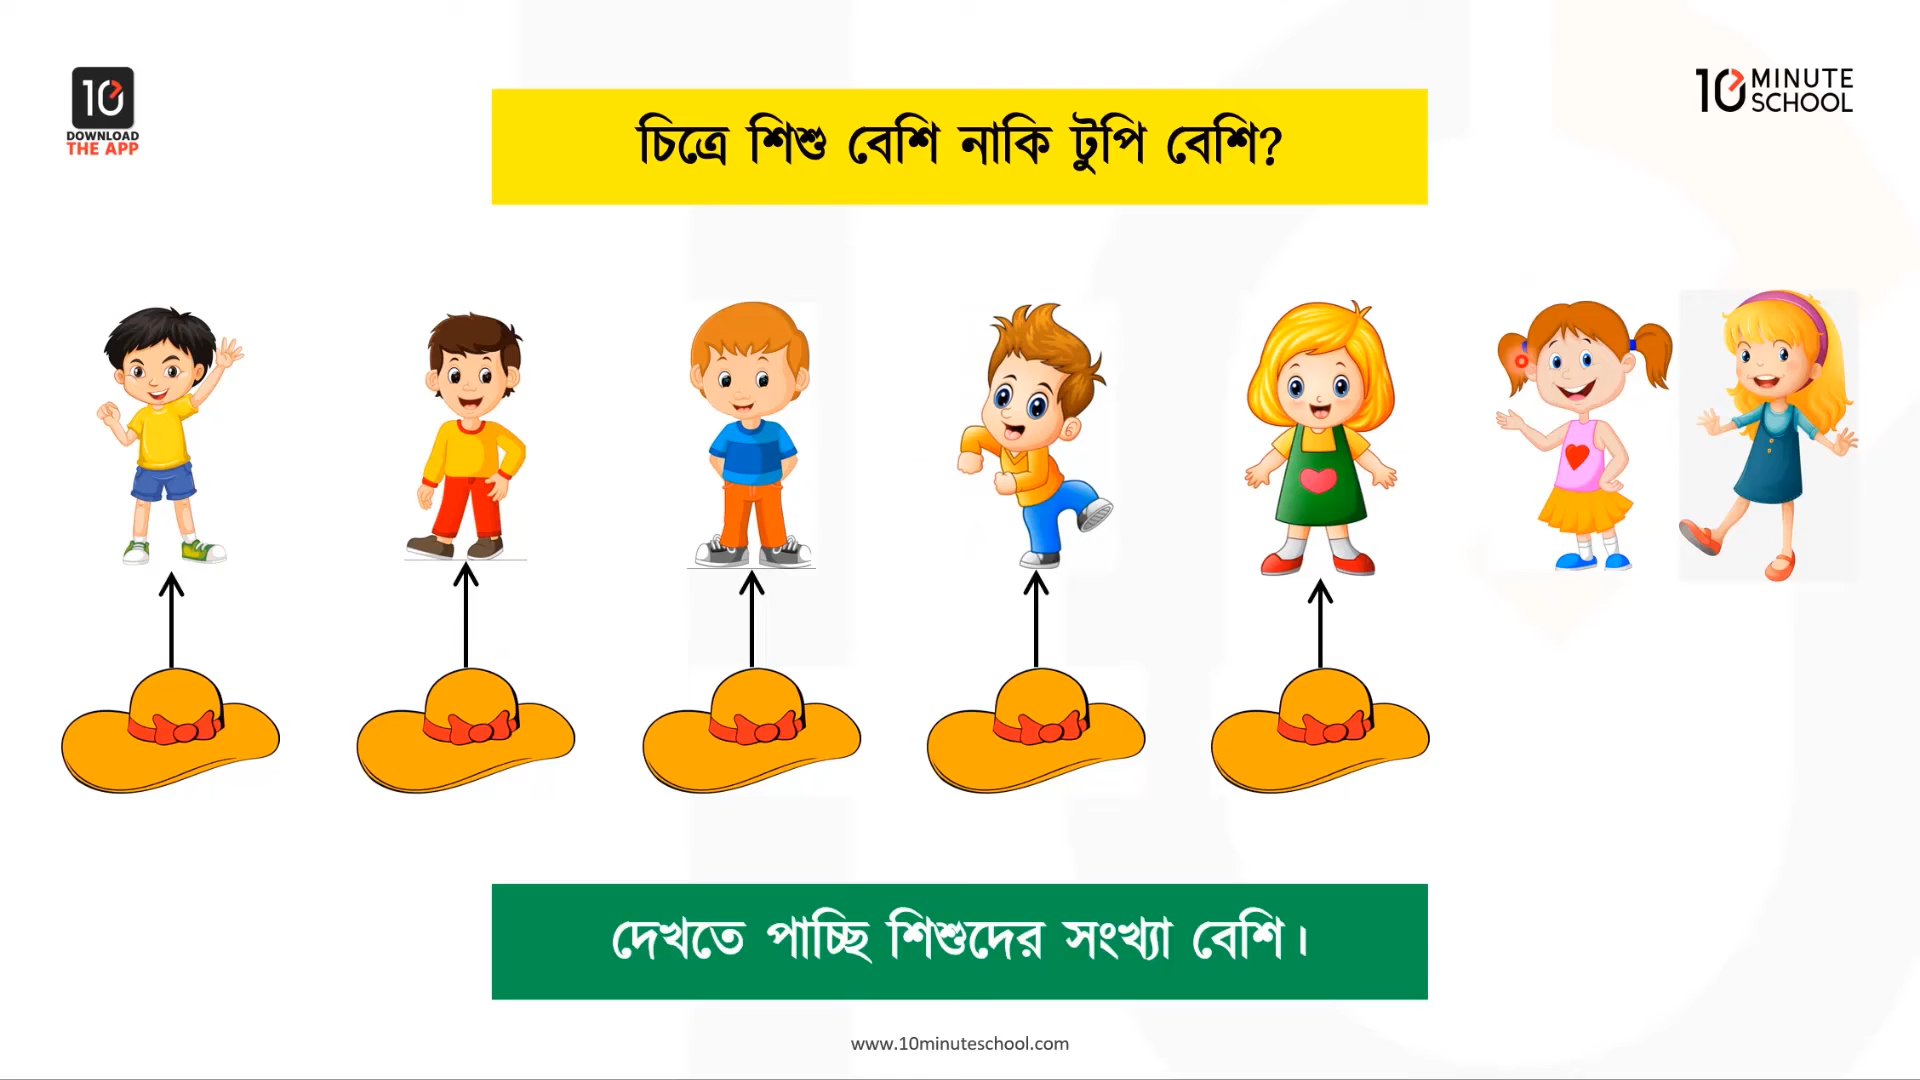 10
DOWNLOAD
THE APP
10 MINUTE
SCHOOL
চিত্রে শিশু বেশি নাকি টুপি বেশি?
দেখতে পাচ্ছি শিশুদের সংখ্যা বেশি।
www.10minuteschool.com